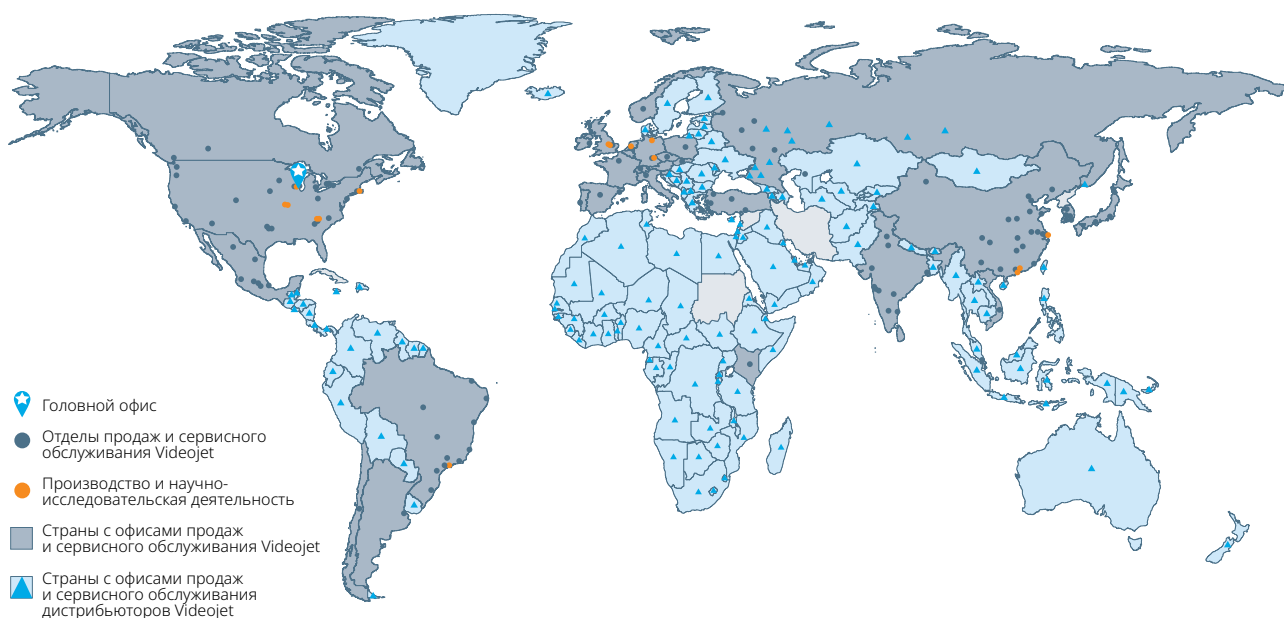 Головной офис
Отделы продаж и сервисного
обслуживания Videojet
Производство и научно-
исследовательская деятельность
Страны с офисами продаж
и сервисного обслуживания Videojet
Страны с офисами продаж
и сервисного обслуживания
дистрибьюторов Videojet